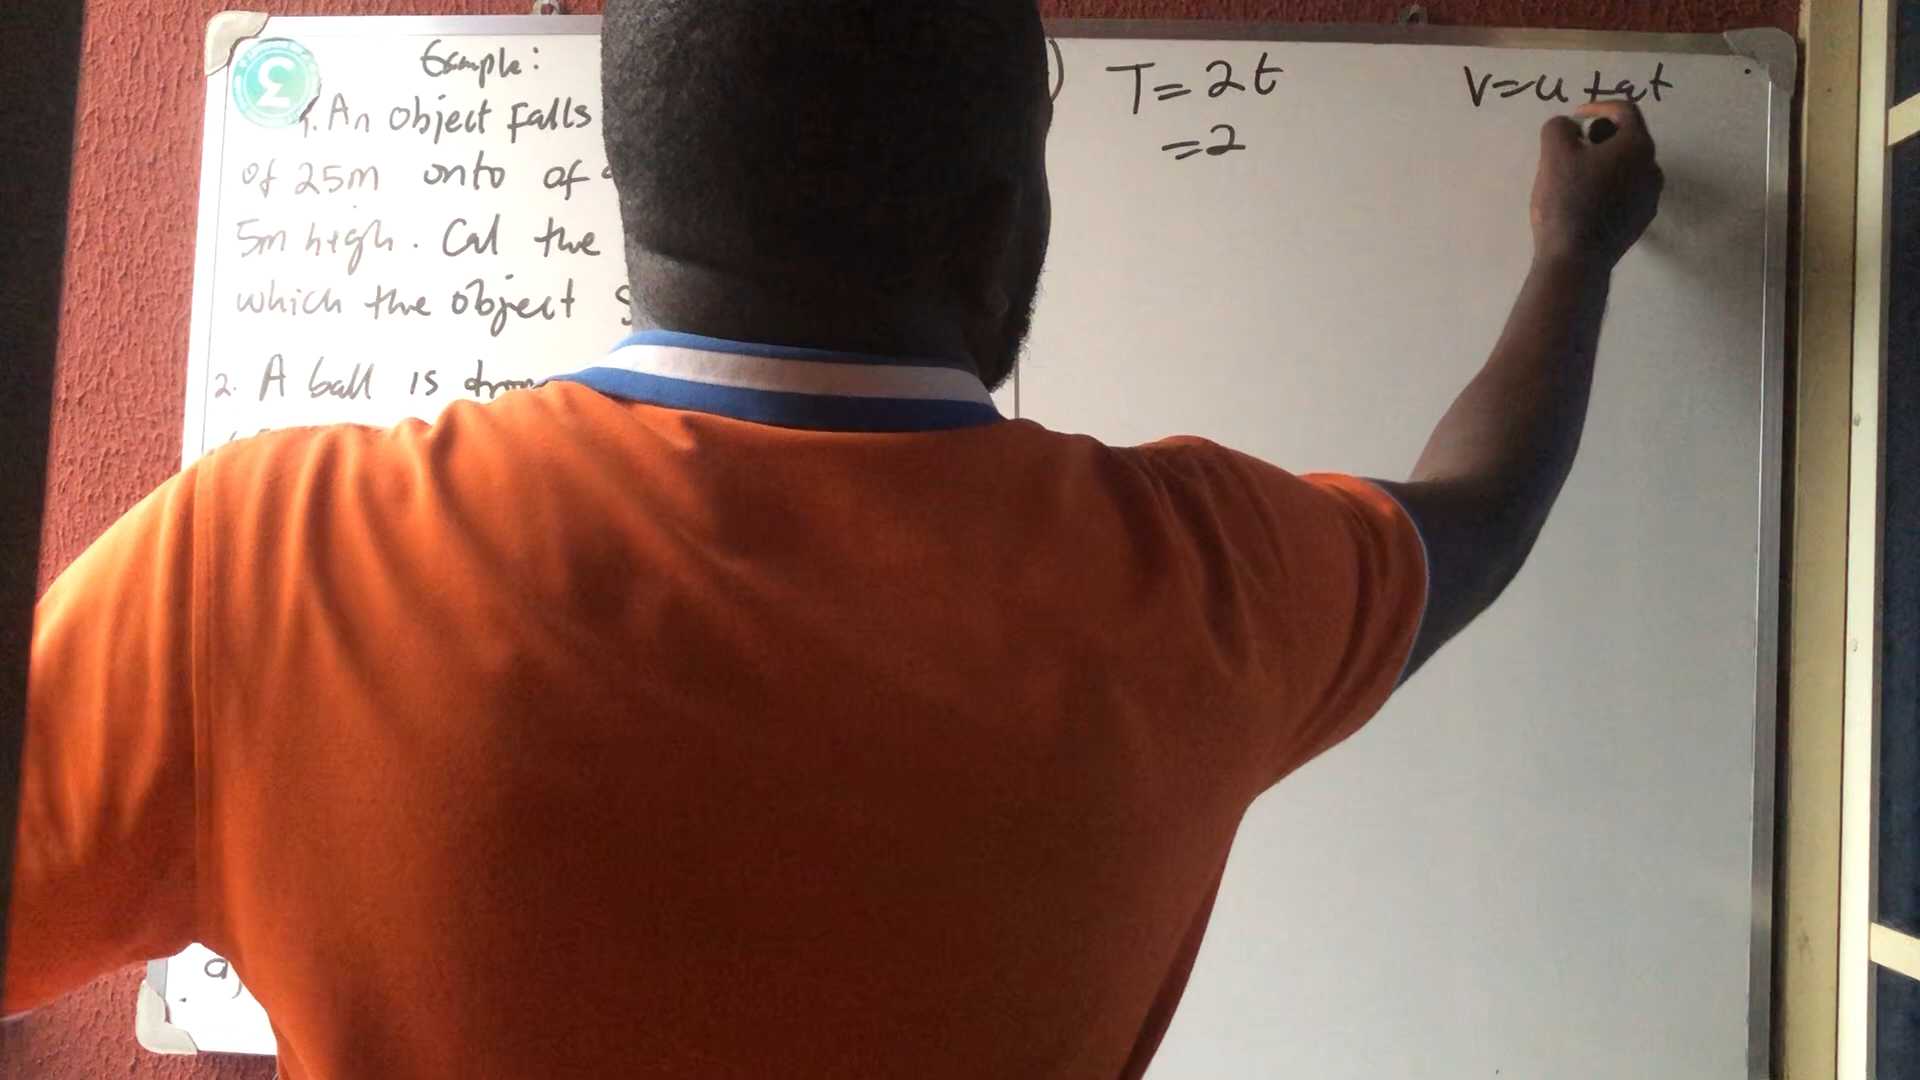 Example:
1. An object falls
of 25m onto of
5m high. Cal the
which the object
2. A ball is
a)
T=2t
=2
V=u+at